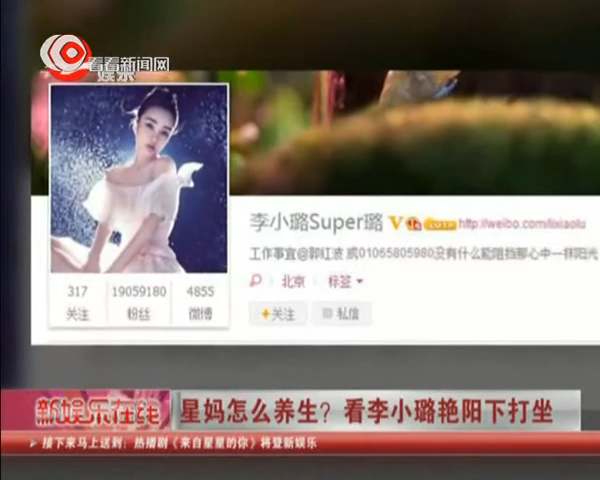 看看新闻网
娱乐
李小璐Super璐 V http://weibo.com/lixiaolu
工作事宜@郭红波 或01065805980没有什么能阻挡那心中一抹阳光
北京 标签
317 19059180 4855
关注 粉丝 微博
+关注 私信
新娱乐在线
星妈怎么养生？看李小璐艳阳下打坐
接下来马上送到：热播剧《来自星星的你》将登新娱乐